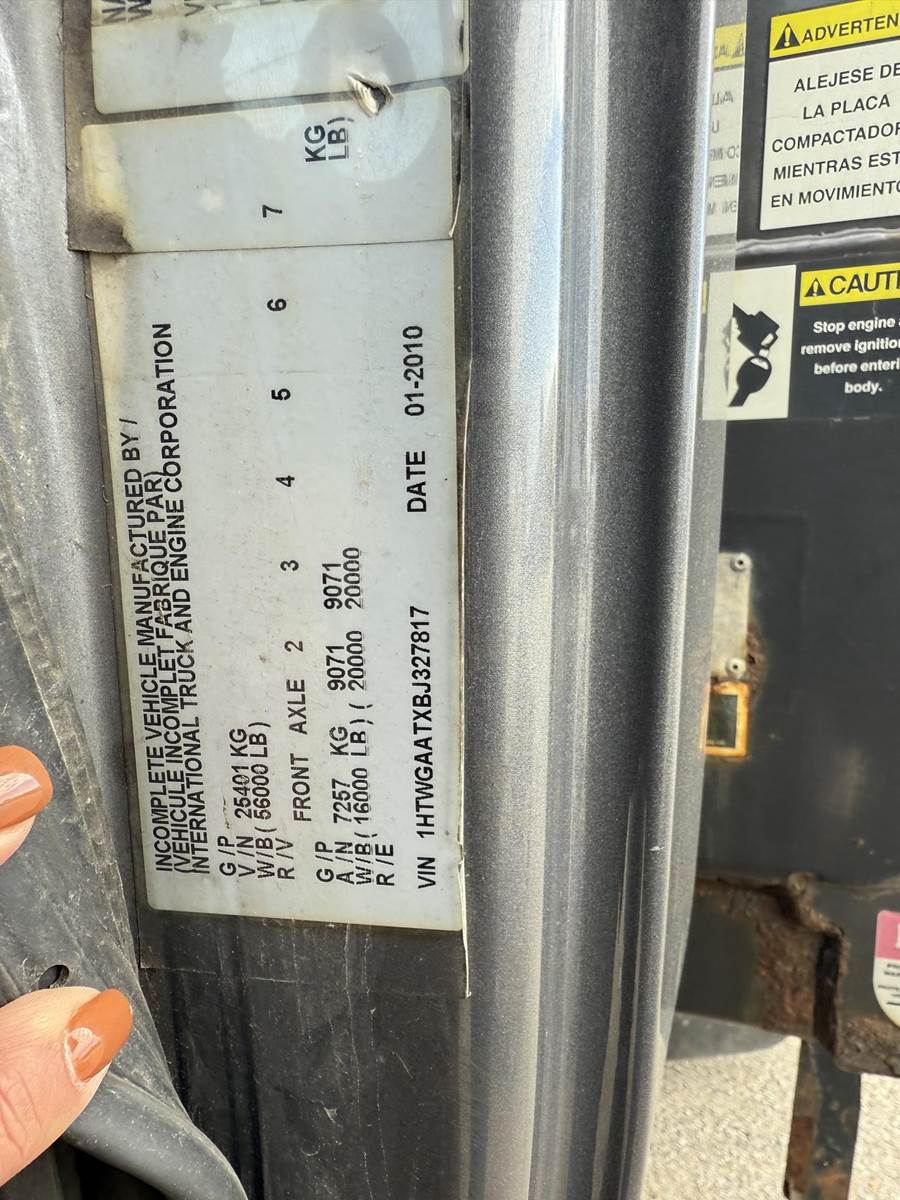 INCOMPLETE VEHICLE MANUFACTURED BY /
(VEHICULE INCOMPLET FABRIQUE PAR)
INTERNATIONAL TRUCK AND ENGINE CORPORATION
G/P
V/N 25401 KG
W/B ( 56000 LB)
R/V
FRONT AXLE 2 3 4 5 6 7
G/P
A/N 7257 KG 9071 9071 KG
W/B( 16000 LB) ( 20000 20000 LB)
R/E
VIN 1HTWGAATXBJ327817 DATE 01-2010
ADVERTEN
ALEJESE DE
LA PLACA
COMPACTADOR
MIENTRAS EST
EN MOVIMIENTO
CAUTI
Stop engine
remove ignition
before enteri
body.